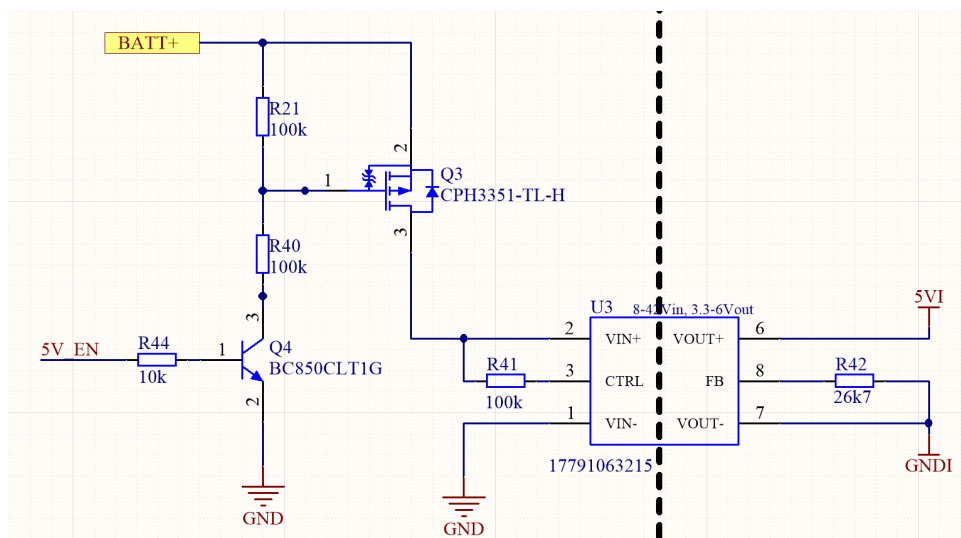 BATT+
R21
100k
2
1
Q3
CPH3351-TL-H
3
R40
100k
3
5V_EN
R44
10k
1
Q4
BC850CLT1G
2
GND
U3
8-42Vin, 3.3-6Vout
2
VIN+
VOUT+
6
5VI
R41
100k
3
CTRL
FB
8
R42
26k7
1
VIN-
VOUT-
7
17791063215
GND
GNDI